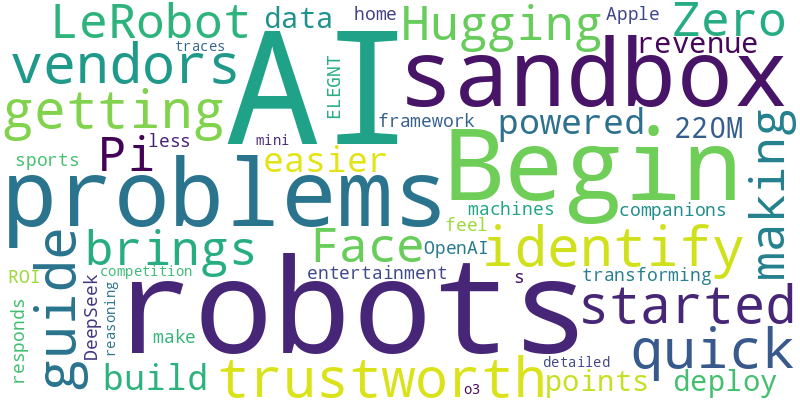 LeRobot data home Hugging Apple Zero
traces revenue
vendors AI ELEGNT sandbox
getting framework powered 220M making
Pi less mini easier Begin
sports
problems machines companions
feel
guide brings Face OpenAI identify
ROI competition entertainment s transforming
responds DeepSeek reasoning robots started
make quick
build trustworth o3 detailed points deploy